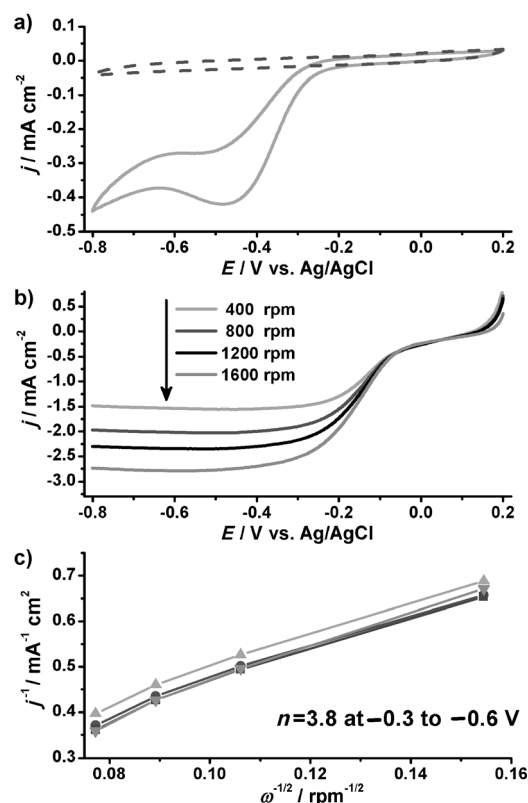 a)
0.1
0.0
-0.1
-0.2
-0.3
-0.4
-0.5
j / mA cm-2
-0.8 -0.6 -0.4 -0.2 0.0 0.2
E / V vs. Ag/AgCl
b)
0.5
0.0
-0.5
-1.0
-1.5
-2.0
-2.5
-3.0
j / mA cm-2
400 rpm
800 rpm
1200 rpm
1600 rpm
-0.8 -0.6 -0.4 -0.2 0.0 0.2
E / V vs. Ag/AgCl
c)
0.7
0.6
0.5
0.4
0.3
j-1 / mA-1 cm2
n=3.8 at −0.3 to −0.6 V
0.08 0.10 0.12 0.14 0.16
ω-1/2 / rpm-1/2